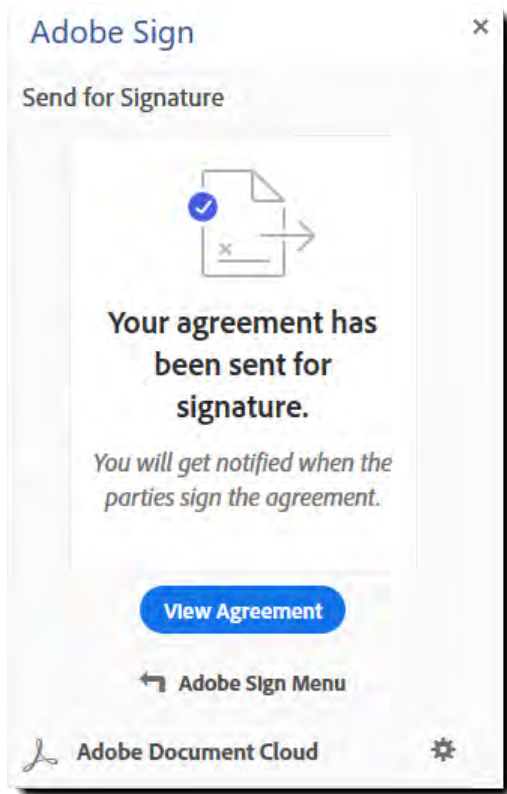 Adobe Sign
Send for Signature
Your agreement has
been sent for
signature.
You will get notified when the
parties sign the agreement.
View Agreement
Adobe Sign Menu
Adobe Document Cloud